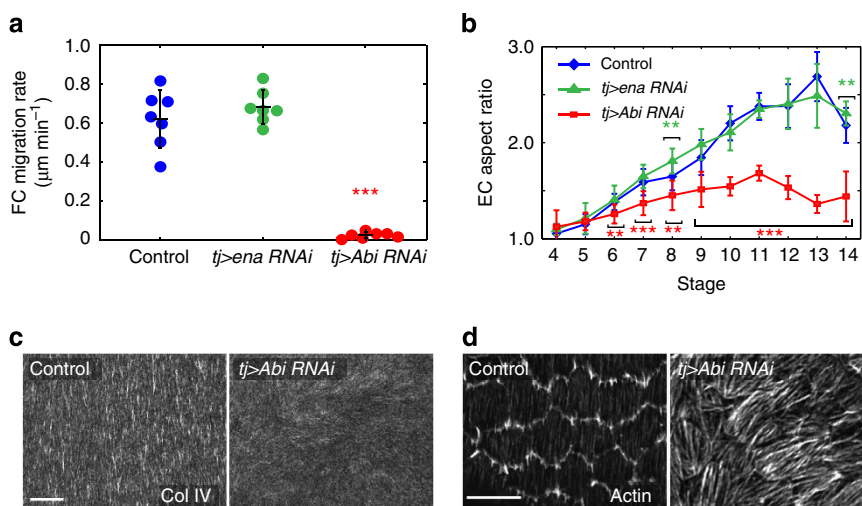 a
FC migration rate
(µm min⁻¹)
1.0
0.8
0.6
0.4
0.2
0
***
Control
tj>ena RNAi
tj>Abi RNAi
b
EC aspect ratio
3.0
2.0
1.0
Control
tj>ena RNAi
tj>Abi RNAi
**
**
**
***
**
***
4 5 6 7 8 9 10 11 12 13 14
Stage
c
Control
tj>Abi RNAi
Col IV
d
Control
tj>Abi RNAi
Actin